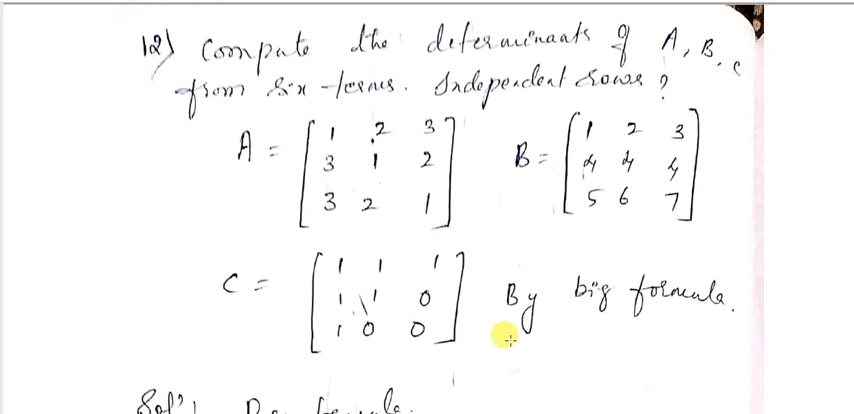 12) Compute the determinants of A, B, C
from six terms. Independent rows?
A = [ 1 2 3
3 1 2
3 2 1 ]
B = [ 1 2 3
4 4 4
5 6 7 ]
C = [ 1 1 1
1 1 0
1 0 0 ] By big formula.
Sol?: